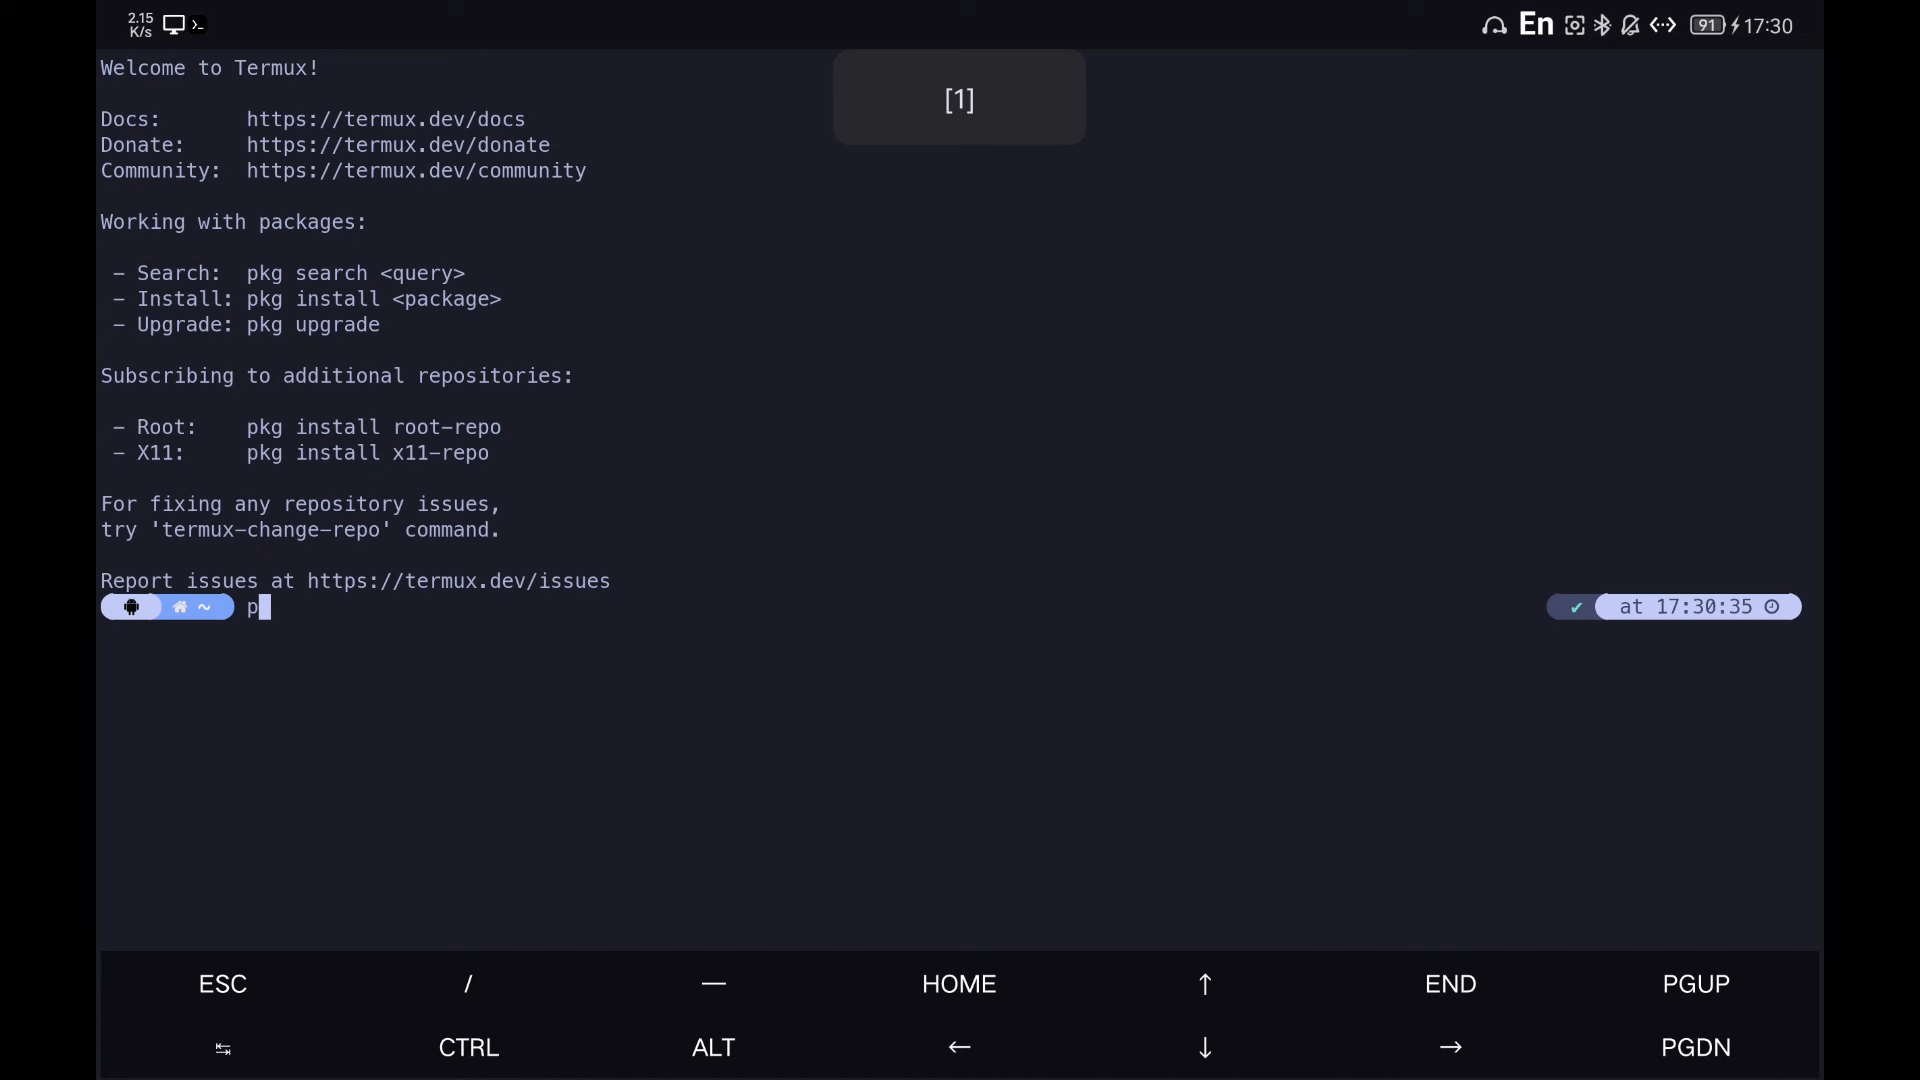 2.15
K/s
En 91 17:30
Welcome to Termux!
[1]
Docs: https://termux.dev/docs
Donate: https://termux.dev/donate
Community: https://termux.dev/community
Working with packages:
- Search: pkg search <query>
- Install: pkg install <package>
- Upgrade: pkg upgrade
Subscribing to additional repositories:
- Root: pkg install root-repo
- X11: pkg install x11-repo
For fixing any repository issues,
try 'termux-change-repo' command.
Report issues at https://termux.dev/issues
~ p ✔ at 17:30:35
ESC / — HOME ↑ END PGUP
↹ CTRL ALT ← ↓ → PGDN